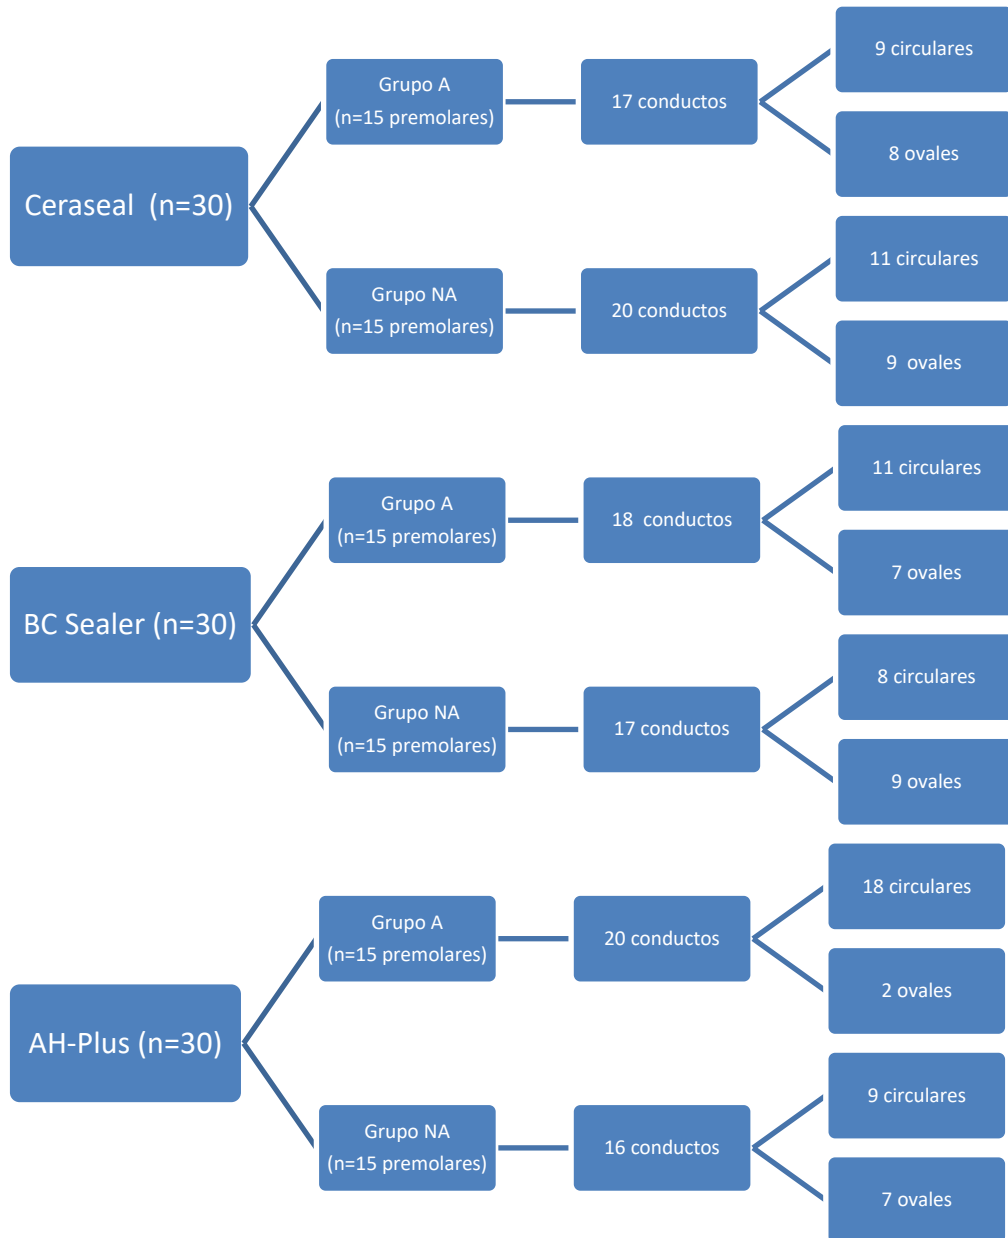 Ceraseal  (n=30)
Grupo A
(n=15 premolares)
17 conductos
9 circulares
8 ovales
Grupo NA
(n=15 premolares)
20 conductos
11 circulares
9  ovales
BC Sealer (n=30)
Grupo A
(n=15 premolares)
18  conductos
11 circulares
7 ovales
Grupo NA
(n=15 premolares)
17 conductos
8 circulares
9 ovales
AH-Plus (n=30)
Grupo A
(n=15 premolares)
20 conductos
18 circulares
2 ovales
Grupo NA
(n=15 premolares)
16 conductos
9 circulares
7 ovales